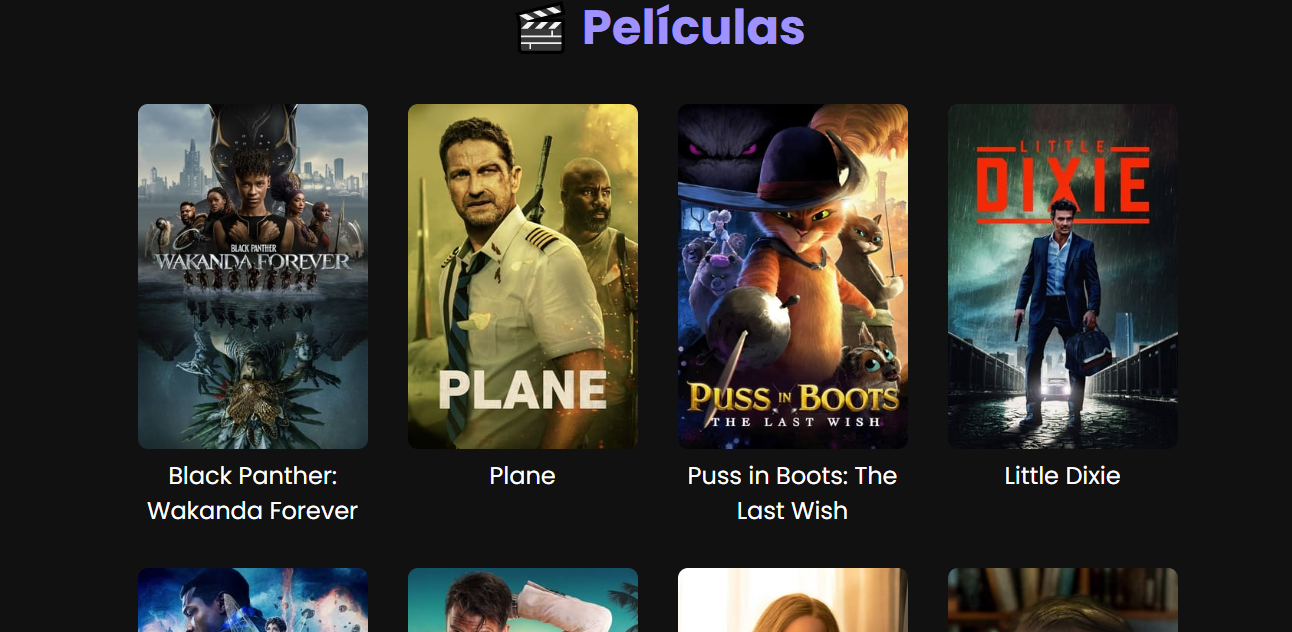 Películas
BLACK PANTHER
WAKANDA FOREVER
PLANE
PUSS IN BOOTS
THE LAST WISH
LITTLE
DIXIE
Black Panther:
Wakanda Forever
Plane
Puss in Boots: The
Last Wish
Little Dixie